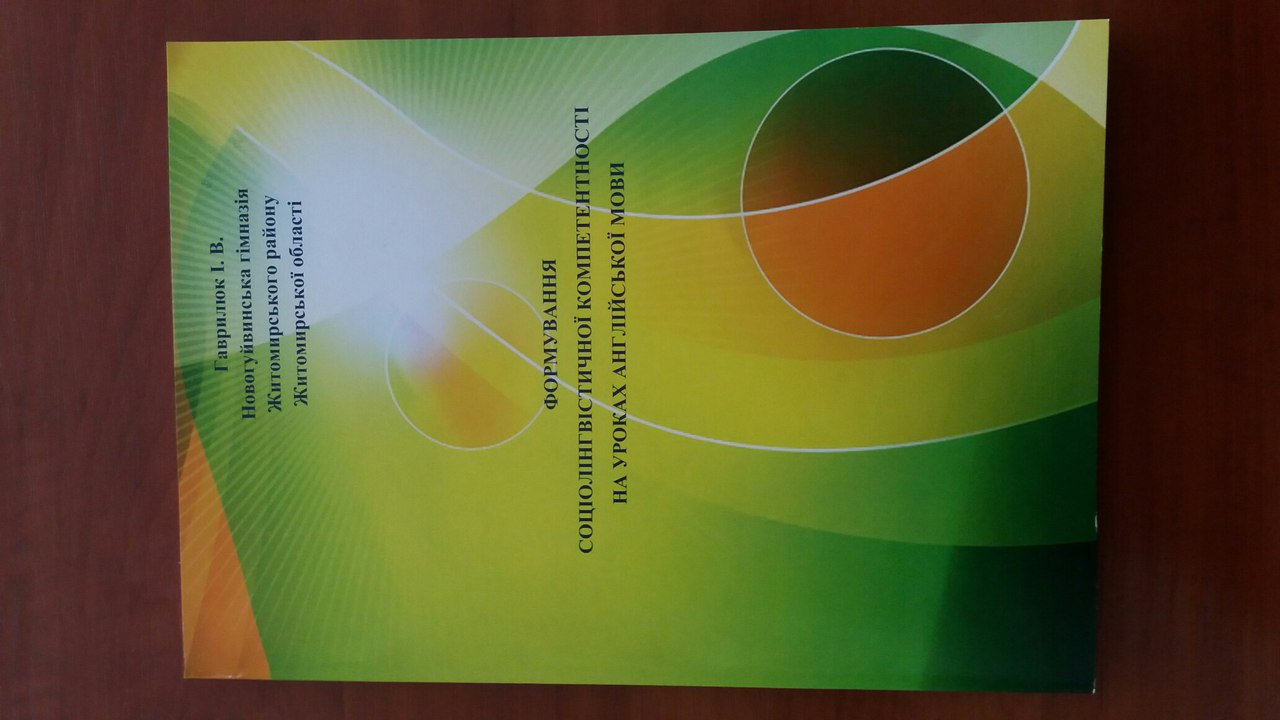 Гаврилюк І. В.
Новогуйвинська гімназія
Житомирського району
Житомирської області
ФОРМУВАННЯ
СОЦІОЛІНГВІСТИЧНОЇ КОМПЕТЕНТНОСТІ
НА УРОКАХ АНГЛІЙСЬКОЇ МОВИ